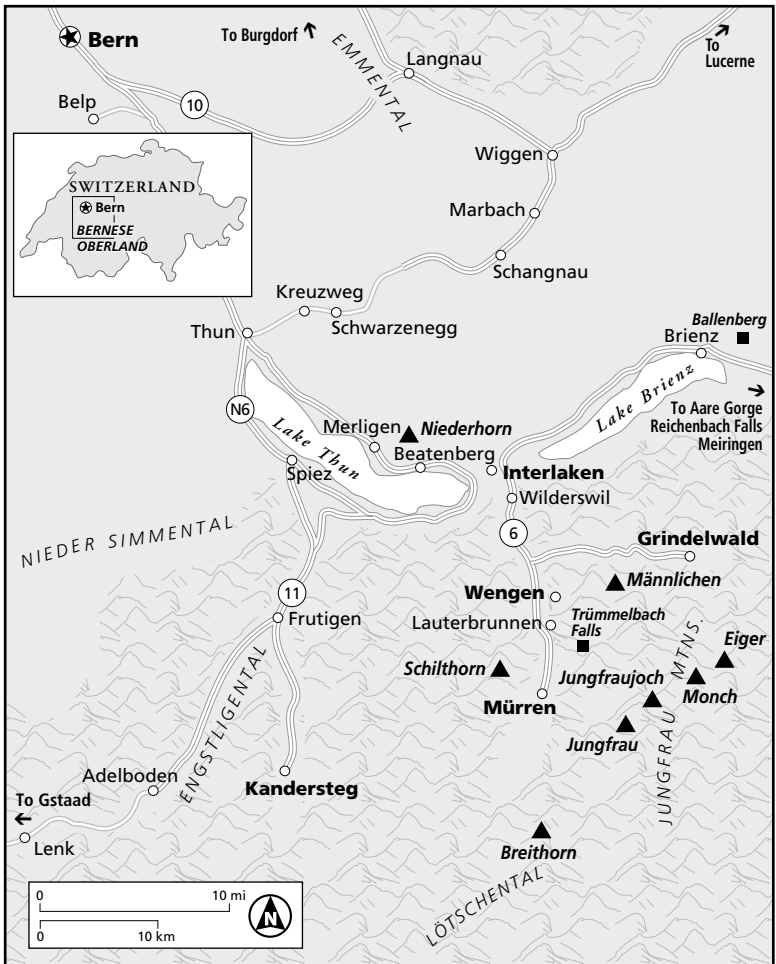 Bern
To Burgdorf
EMMENTAL
Langnau
To
Lucerne
Belp
10
Wiggen
SWITZERLAND
Bern
BERNESE
OBERLAND
Marbach
Schangnau
Kreuzweg
Schwarzenegg
Thun
Ballenberg
Brienz
Lake Brienz
N6
Lake Thun
Merligen
Niederhorn
Beatenberg
To Aare Gorge
Reichenbach Falls
Meiringen
Spiez
Interlaken
Wilderswil
NIEDER SIMMENTAL
6
Grindelwald
Männlichen
Wengen
11
Frutigen
Lauterbrunnen
Trümmelbach
Falls
Eiger
Schilthorn
Jungfraujoch
Monch
JUNGFRAU MTNS.
Mürren
Jungfrau
ENGSTLIGENTAL
Adelboden
Kandersteg
To Gstaad
Lenk
Breithorn
LÖTSCHENTAL
0 10 mi
0 10 km
N